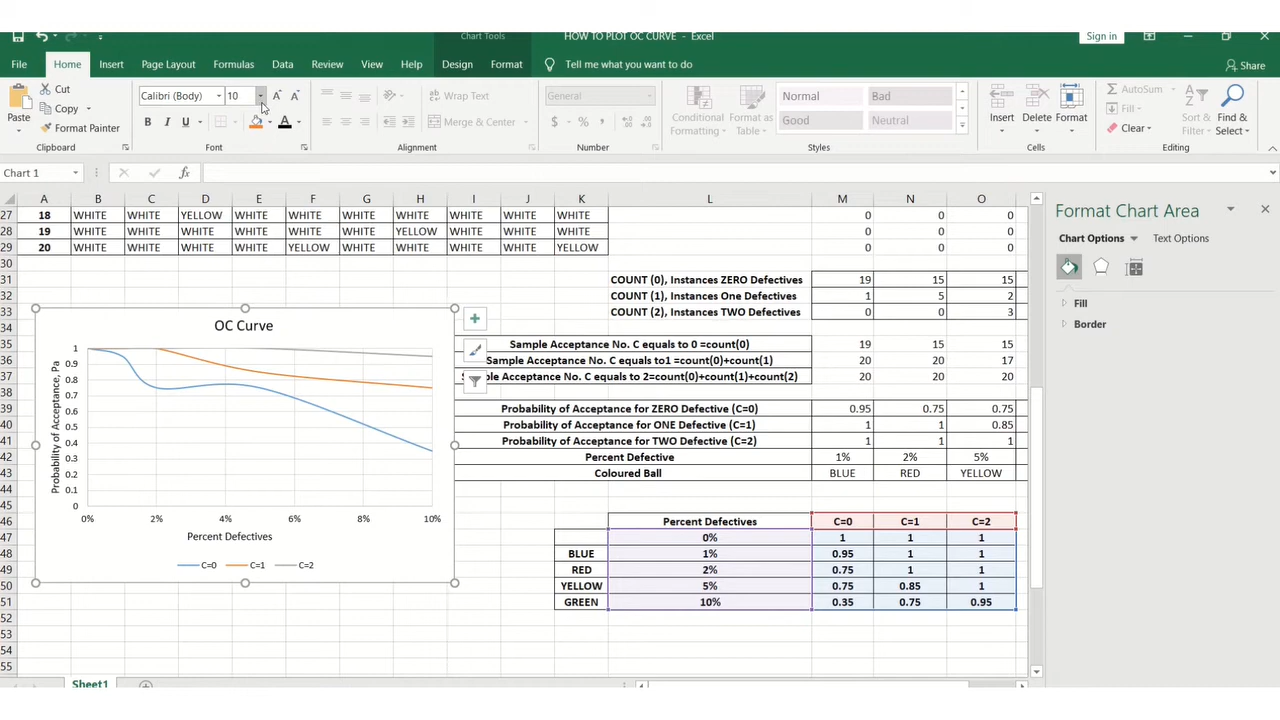 Chart Tools
HOW TO PLOT OC CURVE - Excel
Sign in
File Home Insert Page Layout Formulas Data Review View Help Design Format Tell me what you want to do Share
Paste
Cut
Copy
Format Painter
Clipboard
Calibri (Body) 10
B I U
Font
Wrap Text
Merge & Center
Alignment
General
$ %
Number
Conditional Formatting
Format as Table
Normal Bad
Good Neutral
Styles
Insert Delete Format
Cells
AutoSum
Fill
Clear
Sort & Filter
Find & Select
Editing
Chart 1 fx
A B C D E F G H I J K L M N O
27 18 WHITE WHITE YELLOW WHITE WHITE WHITE WHITE WHITE WHITE WHITE 0 0 0
28 19 WHITE WHITE WHITE WHITE WHITE WHITE YELLOW WHITE WHITE WHITE 0 0 0
29 20 WHITE WHITE WHITE WHITE YELLOW WHITE WHITE WHITE WHITE YELLOW 0 0 0
30
31 COUNT (0), Instances ZERO Defectives 19 15 15
32 COUNT (1), Instances One Defectives 1 5 2
33 COUNT (2), Instances TWO Defectives 0 0 3
34
35 Sample Acceptance No. C equals to 0 =count(0) 19 15 15
36 Sample Acceptance No. C equals to1 =count(0)+count(1) 20 20 17
37 Acceptance No. C equals to 2=count(0)+count(1)+count(2) 20 20 20
38
39 Probability of Acceptance for ZERO Defective (C=0) 0.95 0.75 0.75
40 Probability of Acceptance for ONE Defective (C=1) 1 1 0.85
41 Probability of Acceptance for TWO Defective (C=2) 1 1 1
42 Percent Defective 1% 2% 5%
43 Coloured Ball BLUE RED YELLOW
44
45
46 Percent Defectives C=0 C=1 C=2
47 0% 1 1 1
48 BLUE 1% 0.95 1 1
49 RED 2% 0.75 1 1
50 YELLOW 5% 0.75 0.85 1
51 GREEN 10% 0.35 0.75 0.95
52
53
54
55
OC Curve
Probability of Acceptance, Pa
1
0.9
0.8
0.7
0.6
0.5
0.4
0.3
0.2
0.1
0
0% 2% 4% 6% 8% 10%
Percent Defectives
C=0 C=1 C=2
Format Chart Area
Chart Options Text Options
Fill
Border
Sheet1